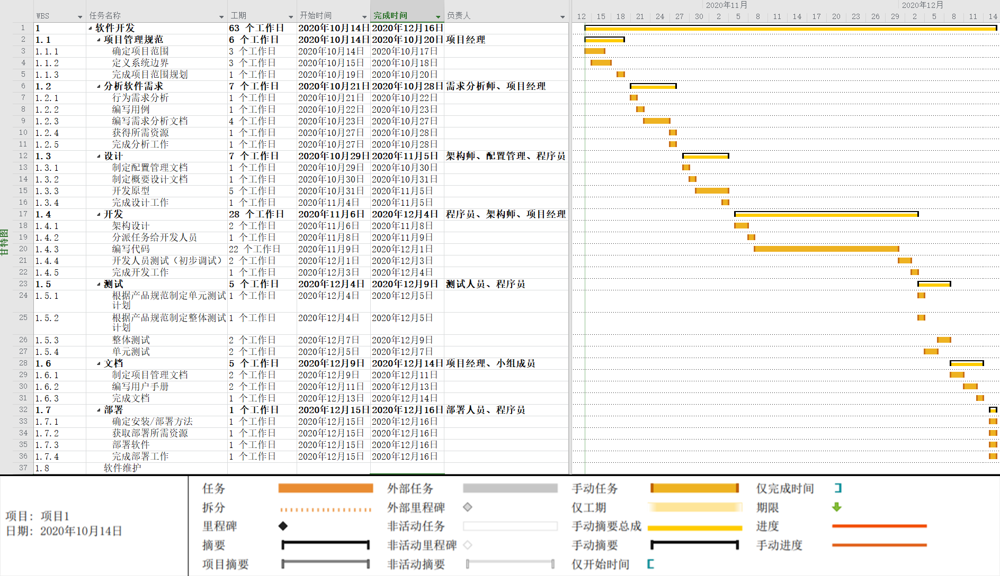 2020年11月 2020年12月
WBS 任务名称 工期 开始时间 完成时间 负责人 12 15 18 21 24 27 30 2 5 8 11 14 17 20 23 26 29 2 5 8 11 14
1 1 软件开发 63 个工作日 2020年10月14日 2020年12月16日
2 1.1 项目管理规范 6 个工作日 2020年10月14日 2020年10月20日 项目经理
3 1.1.1 确定项目范围 3 个工作日 2020年10月14日 2020年10月17日
4 1.1.2 定义系统边界 3 个工作日 2020年10月15日 2020年10月18日
5 1.1.3 完成项目范围规划 1 个工作日 2020年10月19日 2020年10月20日
6 1.2 分析软件需求 7 个工作日 2020年10月21日 2020年10月28日 需求分析师、项目经理
7 1.2.1 行为需求分析 1 个工作日 2020年10月21日 2020年10月22日
8 1.2.2 编写用例 1 个工作日 2020年10月22日 2020年10月23日
9 1.2.3 编写需求分析文档 4 个工作日 2020年10月23日 2020年10月27日
10 1.2.4 获得所需资源 1 个工作日 2020年10月27日 2020年10月28日
11 1.2.5 完成分析工作 1 个工作日 2020年10月27日 2020年10月28日
12 1.3 设计 7 个工作日 2020年10月29日 2020年11月5日 架构师、配置管理、程序员
13 1.3.1 制定配置管理文档 1 个工作日 2020年10月29日 2020年10月30日
14 1.3.2 制定概要设计文档 1 个工作日 2020年10月30日 2020年10月31日
15 1.3.3 开发原型 5 个工作日 2020年10月31日 2020年11月5日
16 1.3.4 完成设计工作 1 个工作日 2020年11月4日 2020年11月5日
17 1.4 开发 28 个工作日 2020年11月6日 2020年12月4日 程序员、架构师、项目经理
18 1.4.1 架构设计 2 个工作日 2020年11月6日 2020年11月8日
19 1.4.2 分派任务给开发人员 1 个工作日 2020年11月8日 2020年11月9日
20 1.4.3 编写代码 22 个工作日 2020年11月9日 2020年12月1日
21 1.4.4 开发人员测试（初步调试） 2 个工作日 2020年12月1日 2020年12月3日
22 1.4.5 完成开发工作 1 个工作日 2020年12月3日 2020年12月4日
23 1.5 测试 5 个工作日 2020年12月4日 2020年12月9日 测试人员、程序员
24 1.5.1 根据产品规范制定单元测试 1 个工作日 2020年12月4日 2020年12月5日
计划
25 1.5.2 根据产品规范制定整体测试 1 个工作日 2020年12月4日 2020年12月5日
计划
26 1.5.3 整体测试 2 个工作日 2020年12月7日 2020年12月9日
27 1.5.4 单元测试 2 个工作日 2020年12月5日 2020年12月7日
28 1.6 文档 5 个工作日 2020年12月9日 2020年12月14日 项目经理、小组成员
29 1.6.1 制定项目管理文档 2 个工作日 2020年12月9日 2020年12月11日
30 1.6.2 编写用户手册 2 个工作日 2020年12月11日 2020年12月13日
31 1.6.3 完成文档 1 个工作日 2020年12月13日 2020年12月14日
32 1.7 部署 1 个工作日 2020年12月15日 2020年12月16日 部署人员、程序员
33 1.7.1 确定安装/部署方法 1 个工作日 2020年12月15日 2020年12月16日
34 1.7.2 获取部署所需资源 1 个工作日 2020年12月15日 2020年12月16日
35 1.7.3 部署软件 1 个工作日 2020年12月15日 2020年12月16日
36 1.7.4 完成部署工作 1 个工作日 2020年12月15日 2020年12月16日
37 1.8 软件维护
甘特图
项目: 项目1
日期: 2020年10月14日
任务 外部任务 手动任务 仅完成时间
拆分 外部里程碑 仅工期 期限
里程碑 非活动任务 手动摘要总成 进度
摘要 非活动里程碑 手动摘要 手动进度
项目摘要 非活动摘要 仅开始时间